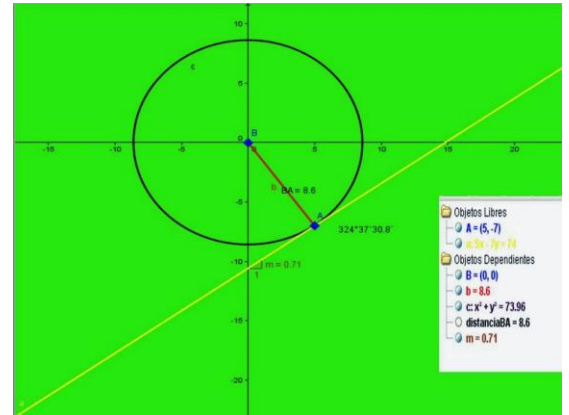 10
c
5
B
0
-15
-10
-5
0
5
15
20
b
BA = 8.6
-5
A
324°37'30.8"
-10
m = 0.71
1
-15
-20
a
Objetos Libres
A = (5, -7)
a: 5x - 7y = 74
Objetos Dependientes
B = (0, 0)
b = 8.6
c: x² + y² = 73.96
distanciaBA = 8.6
m = 0.71